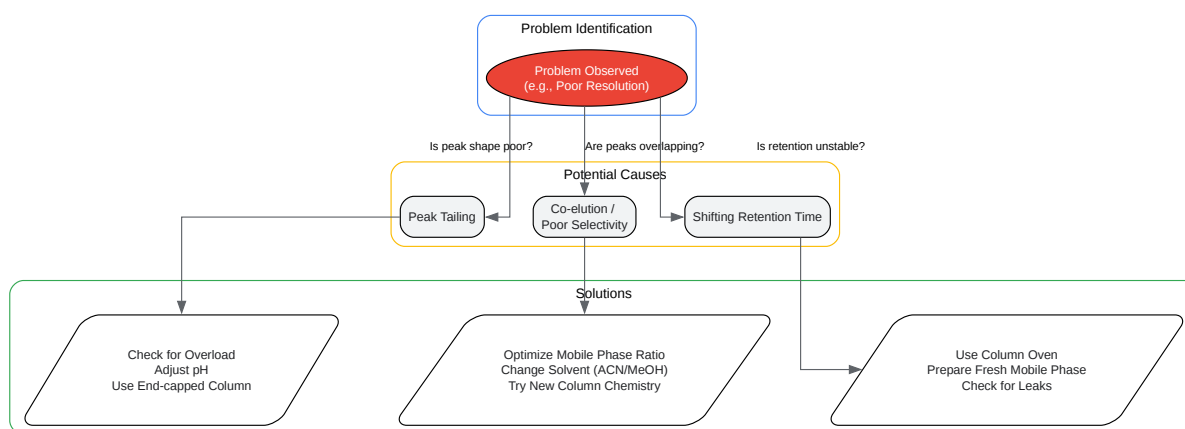 Problem Identification
Problem Observed
(e.g., Poor Resolution)
Is peak shape poor?
Are peaks overlapping?
Is retention unstable?
Potential Causes
Peak Tailing
Co-elution /
Poor Selectivity
Shifting Retention Time
Solutions
Check for Overload
Adjust pH
Use End-capped Column
Optimize Mobile Phase Ratio
Change Solvent (ACN/MeOH)
Try New Column Chemistry
Use Column Oven
Prepare Fresh Mobile Phase
Check for Leaks